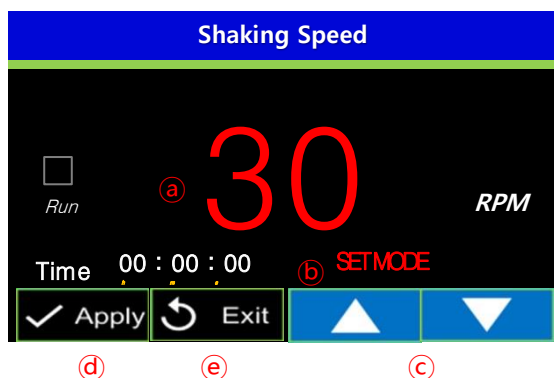 Shaking Speed
ⓐ 30
Run
RPM
Time 00 : 00 : 00 ⓑ SET MODE
Apply Exit
ⓓ ⓔ ⓒ